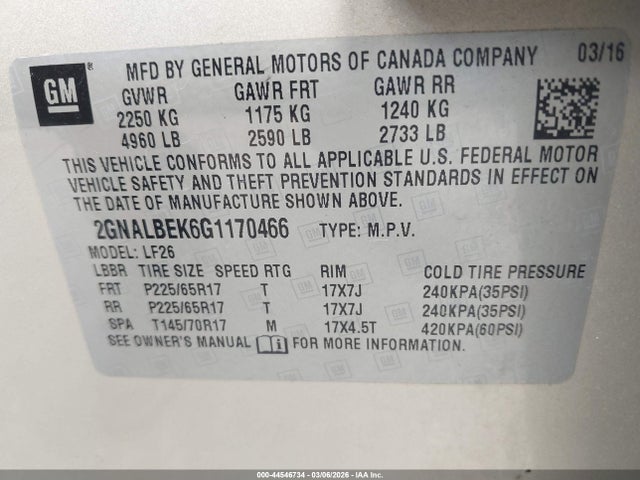 GM ® MFD BY GENERAL MOTORS OF CANADA COMPANY 03/16
GVWR GAWR FRT GAWR RR
2250 KG 1175 KG 1240 KG
4960 LB 2590 LB 2733 LB
THIS VEHICLE CONFORMS TO ALL APPLICABLE U.S. FEDERAL MOTOR
VEHICLE SAFETY AND THEFT PREVENTION STANDARDS IN EFFECT ON
THE DATE OF MANUFACTURE SHOWN ABOVE.
2GNALBEK6G1170466 TYPE: M.P.V.
MODEL: LF26
LBBR TIRE SIZE SPEED RTG RIM COLD TIRE PRESSURE
FRT P225/65R17 T 17X7J 240KPA(35PSI)
RR P225/65R17 T 17X7J 240KPA(35PSI)
SPA T145/70R17 M 17X4.5T 420KPA(60PSI)
SEE OWNER'S MANUAL FOR MORE INFORMATION.
000-44546734 | 03/06/2026 | IAA Inc.